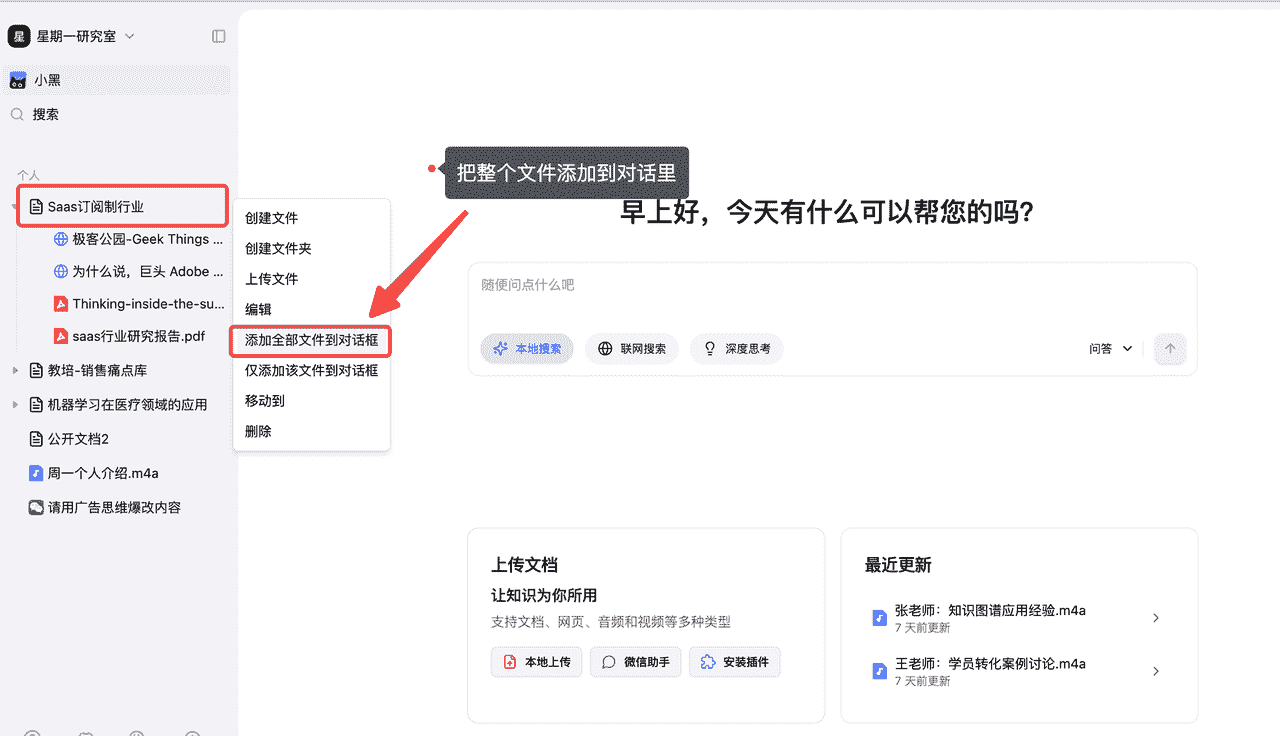 星 星期一研究室
小黑
搜索
个人
Saas订阅制行业
极客公园-Geek Things ...
为什么说，巨头 Adobe ...
Thinking-inside-the-su...
saas行业研究报告.pdf
教培-销售痛点库
机器学习在医疗领域的应用
公开文档2
周一个人介绍.m4a
请用广告思维爆改内容
创建文件
创建文件夹
上传文件
编辑
添加全部文件到对话框
仅添加该文件到对话框
移动到
删除
把整个文件添加到对话里
早上好，今天有什么可以帮您的吗？
随便问点什么吧
本地搜索 联网搜索 深度思考 问答
上传文档
让知识为你所用
支持文档、网页、音频和视频等多种类型
本地上传 微信助手 安装插件
最近更新
张老师：知识图谱应用经验.m4a
7 天前更新
王老师：学员转化案例讨论.m4a
7 天前更新